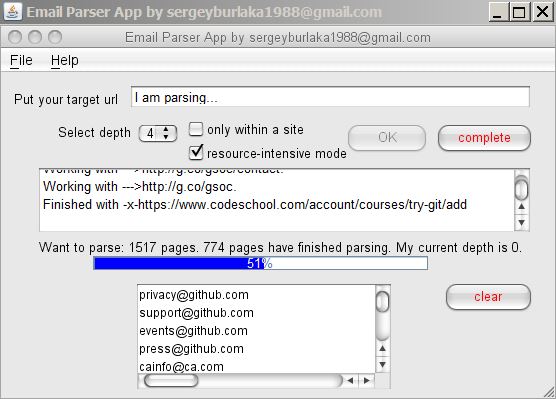 Email Parser App by sergeyburlaka1988@gmail.com
Email Parser App by sergeyburlaka1988@gmail.com
File Help
Put your target url I am parsing...
Select depth 4 only within a site OK complete
resource-intensive mode
Working with --->http://g.co/gsoc/contact.
Working with --->http://g.co/gsoc.
Finished with -x-https://www.codeschool.com/account/courses/try-git/add
Want to parse: 1517 pages. 774 pages have finished parsing. My current depth is 0.
51%
privacy@github.com clear
support@github.com
events@github.com
press@github.com
cainfo@ca.com